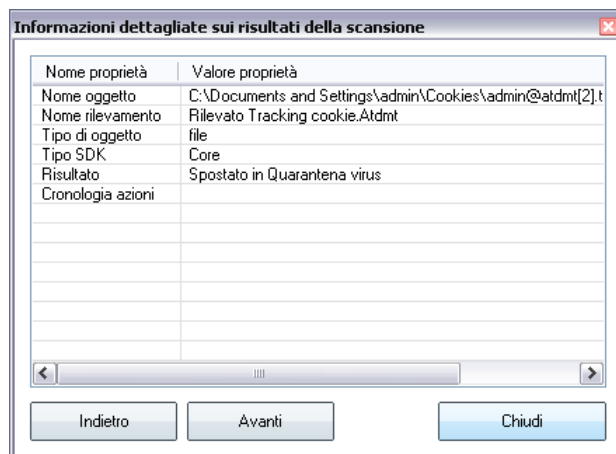 Informazioni dettagliate sui risultati della scansione
Nome proprietà Valore proprietà
Nome oggetto C:\Documents and Settings\admin\Cookies\admin@atdmt[2].t
Nome rilevamento Rilevato Tracking cookie.Atdmt
Tipo di oggetto file
Tipo SDK Core
Risultato Spostato in Quarantena virus
Cronologia azioni
Indietro Avanti Chiudi